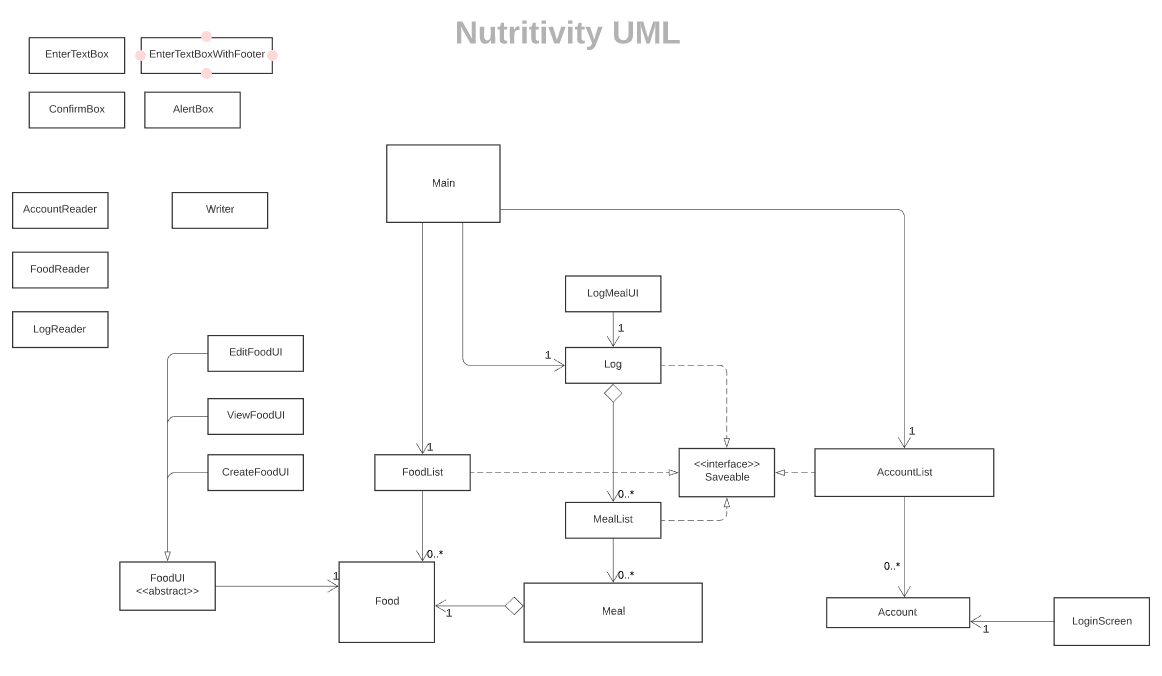 Nutritivity UML
EnterTextBox
EnterTextBoxWithFooter
ConfirmBox
AlertBox
Main
AccountReader
Writer
FoodReader
LogReader
LogMealUI
1
EditFoodUI
1
Log
ViewFoodUI
1
1
CreateFoodUI
FoodList
<<interface>>
Saveable
AccountList
0..*
MealList
0..*
0..*
0..*
FoodUI
<<abstract>>
1
Food
1
Meal
Account
1
LoginScreen